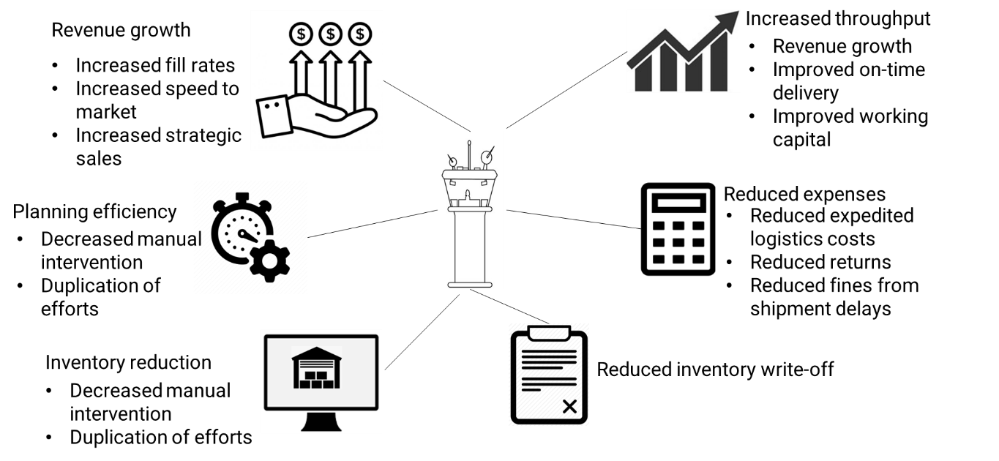 Revenue growth
• Increased fill rates
• Increased speed to
market
• Increased strategic
sales
$ $ $
Increased throughput
• Revenue growth
• Improved on-time
delivery
• Improved working
capital
Planning efficiency
• Decreased manual
intervention
• Duplication of
efforts
Reduced expenses
• Reduced expedited
logistics costs
• Reduced returns
• Reduced fines from
shipment delays
Inventory reduction
• Decreased manual
intervention
• Duplication of efforts
Reduced inventory write-off